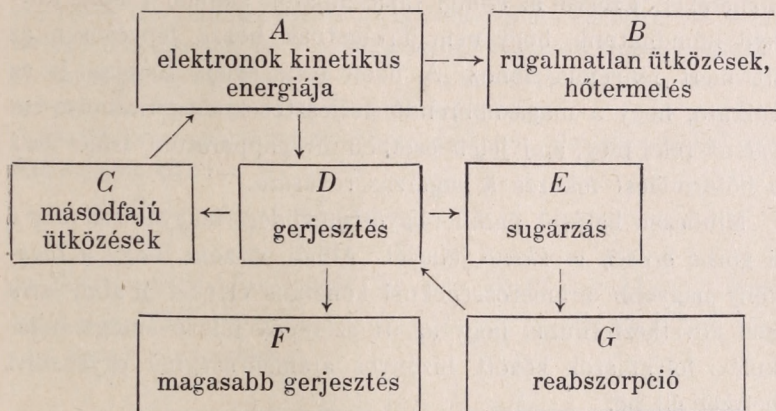 A
elektronok kinetikus
energiája
B
rugalmatlan ütközések,
hőtermelés
C
másodfajú
ütközések
D
gerjesztés
E
sugárzás
F
magasabb gerjesztés
G
reabszorpció